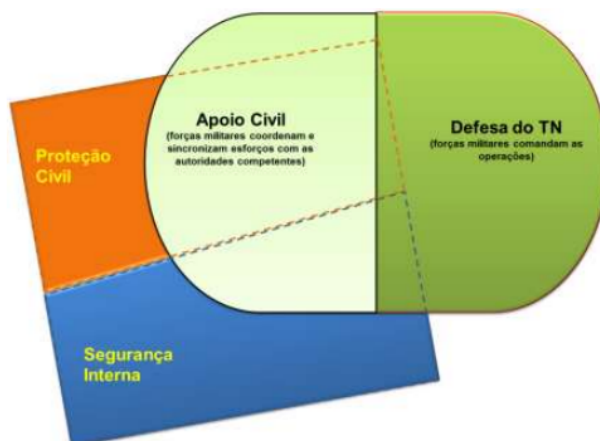 Apoio Civil
(forças militares coordenam e
sincronizam esforços com as
autoridades competentes)
Defesa do TN
(forças militares comandam as
operações)
Proteção
Civil
Segurança
Interna